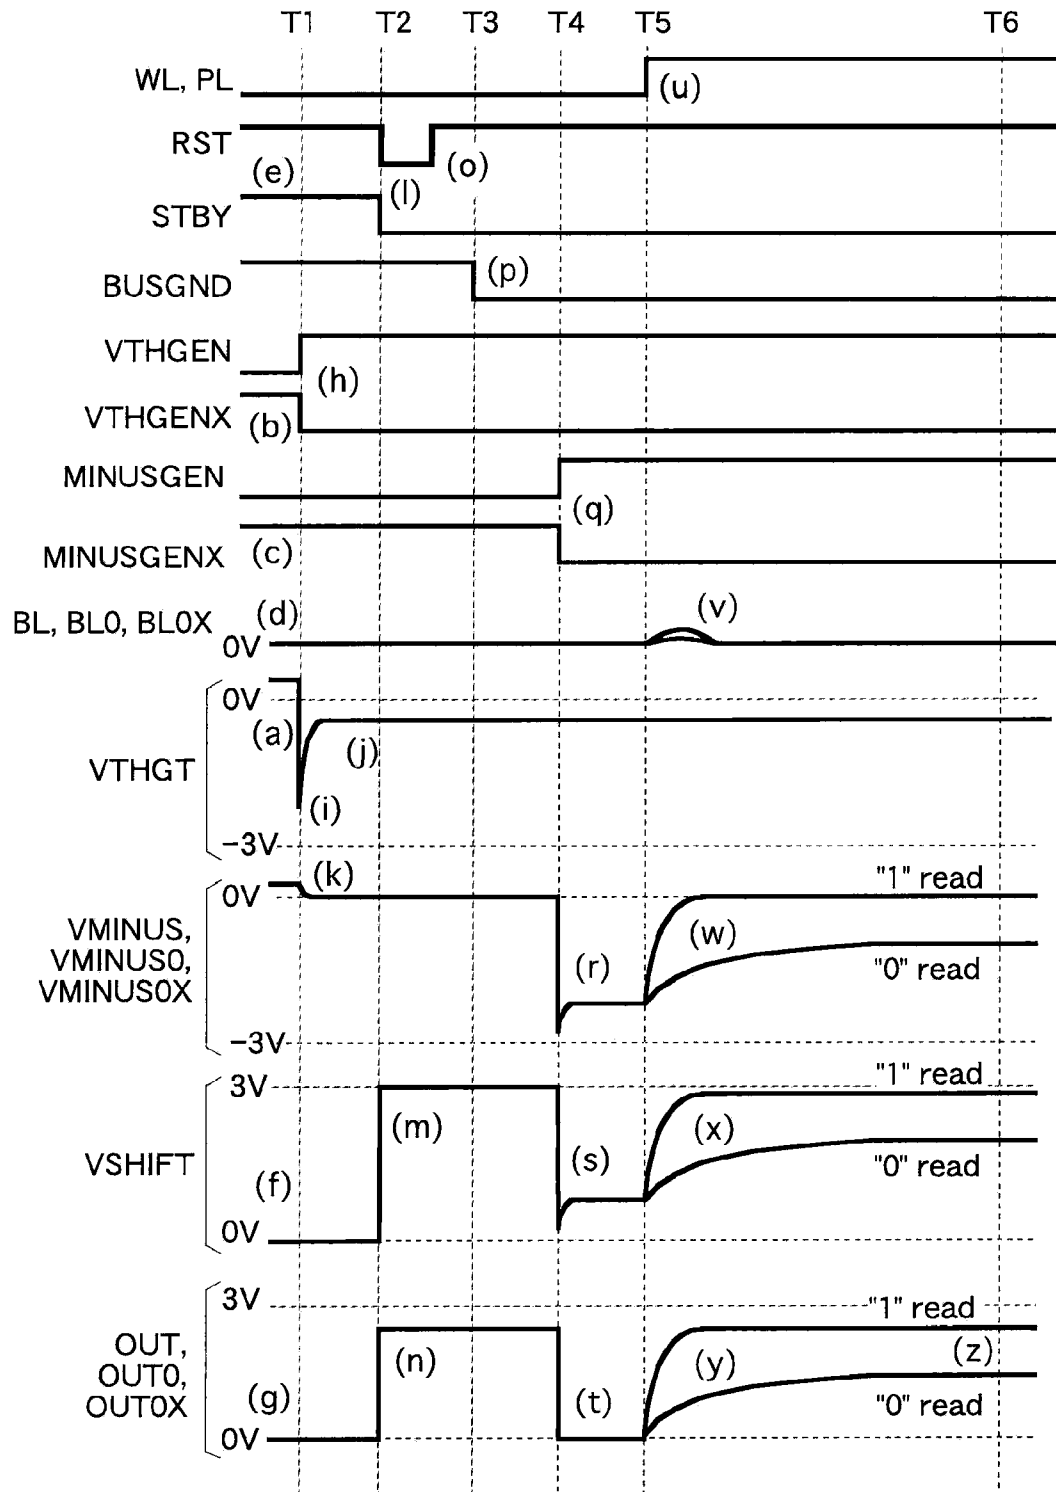 T1 T2 T3 T4 T5 T6
WL, PL
(u)
RST
(e)
(l)
(o)
STBY
BUSGND
(p)
VTHGEN
(h)
VTHGENX
(b)
MINUSGEN
(q)
MINUSGENX
(c)
BL, BL0, BL0X
(d)
0V
(v)
0V
(a)
VTHGT
(j)
(i)
-3V
(k)
0V
"1" read
VMINUS,
VMINUS0,
VMINUS0X
(r)
(w)
"0" read
-3V
3V
"1" read
(m)
(x)
VSHIFT
(f)
(s)
"0" read
0V
3V
"1" read
OUT,
OUT0,
OUT0X
(n)
(y)
(z)
(g)
(t)
"0" read
0V